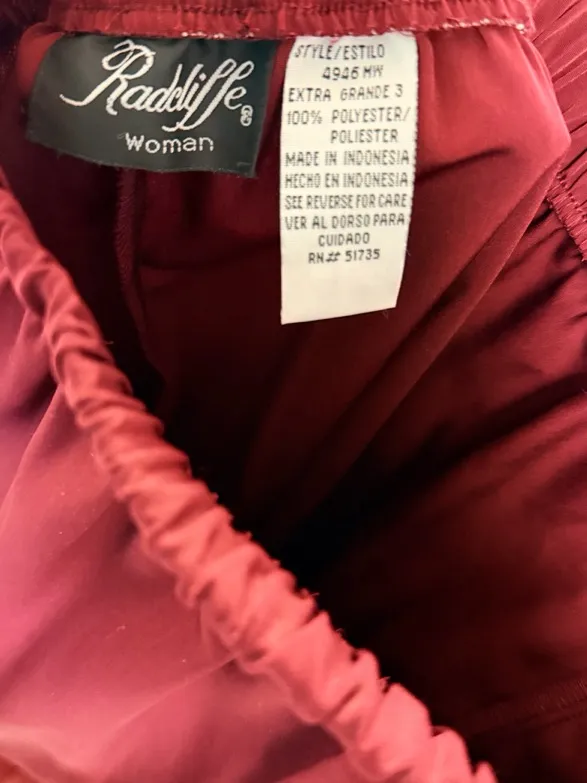 Radcliffe
Woman
STYLE/ESTILO
4946 MW
EXTRA GRANDE 3
100% POLYESTER/
POLIESTER
MADE IN INDONESIA
HECHO EN INDONESIA
SEE REVERSE FOR CARE
VER AL DORSO PARA
CUIDADO
RN# 51735